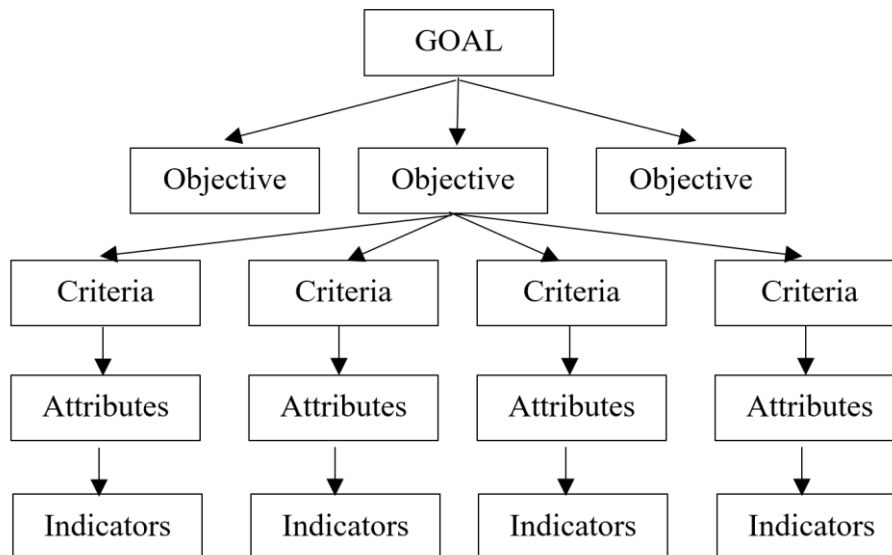 GOAL
Objective
Objective
Objective
Criteria
Criteria
Criteria
Criteria
Attributes
Attributes
Attributes
Attributes
Indicators
Indicators
Indicators
Indicators